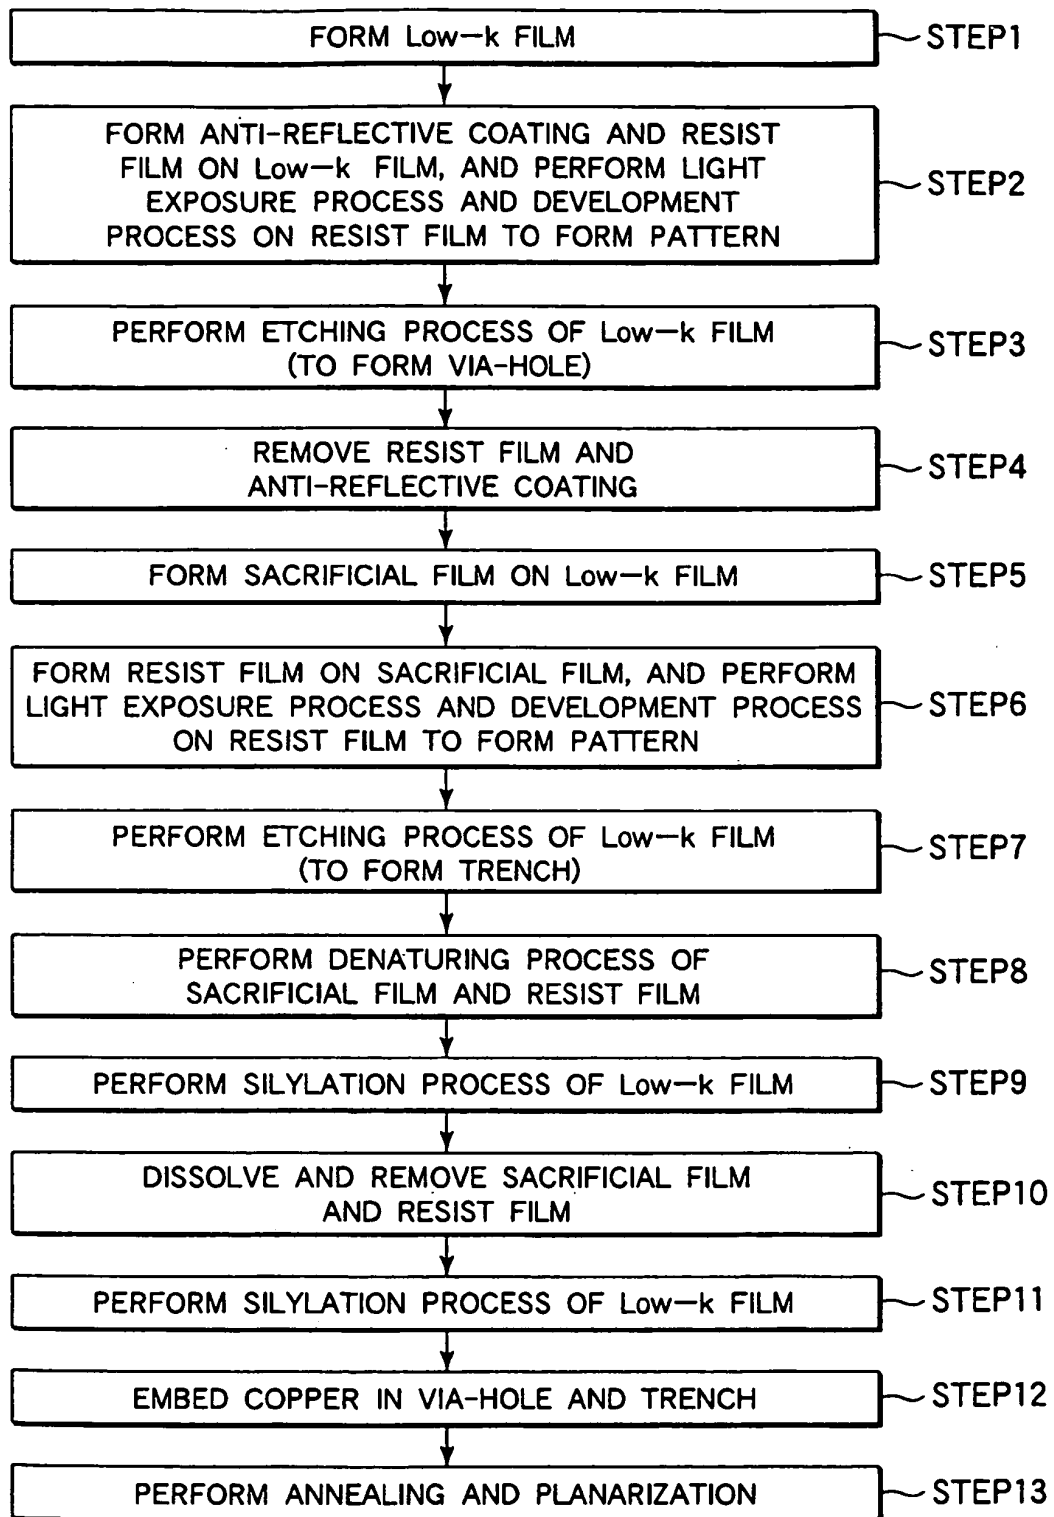 FORM Low-k FILM
STEP1
FORM ANTI-REFLECTIVE COATING AND RESIST
FILM ON Low-k FILM, AND PERFORM LIGHT
EXPOSURE PROCESS AND DEVELOPMENT
PROCESS ON RESIST FILM TO FORM PATTERN
STEP2
PERFORM ETCHING PROCESS OF Low-k FILM
(TO FORM VIA-HOLE)
STEP3
REMOVE RESIST FILM AND
ANTI-REFLECTIVE COATING
STEP4
FORM SACRIFICIAL FILM ON Low-k FILM
STEP5
FORM RESIST FILM ON SACRIFICIAL FILM, AND PERFORM
LIGHT EXPOSURE PROCESS AND DEVELOPMENT PROCESS
ON RESIST FILM TO FORM PATTERN
STEP6
PERFORM ETCHING PROCESS OF Low-k FILM
(TO FORM TRENCH)
STEP7
PERFORM DENATURING PROCESS OF
SACRIFICIAL FILM AND RESIST FILM
STEP8
PERFORM SILYLATION PROCESS OF Low-k FILM
STEP9
DISSOLVE AND REMOVE SACRIFICIAL FILM
AND RESIST FILM
STEP10
PERFORM SILYLATION PROCESS OF Low-k FILM
STEP11
EMBED COPPER IN VIA-HOLE AND TRENCH
STEP12
PERFORM ANNEALING AND PLANARIZATION
STEP13